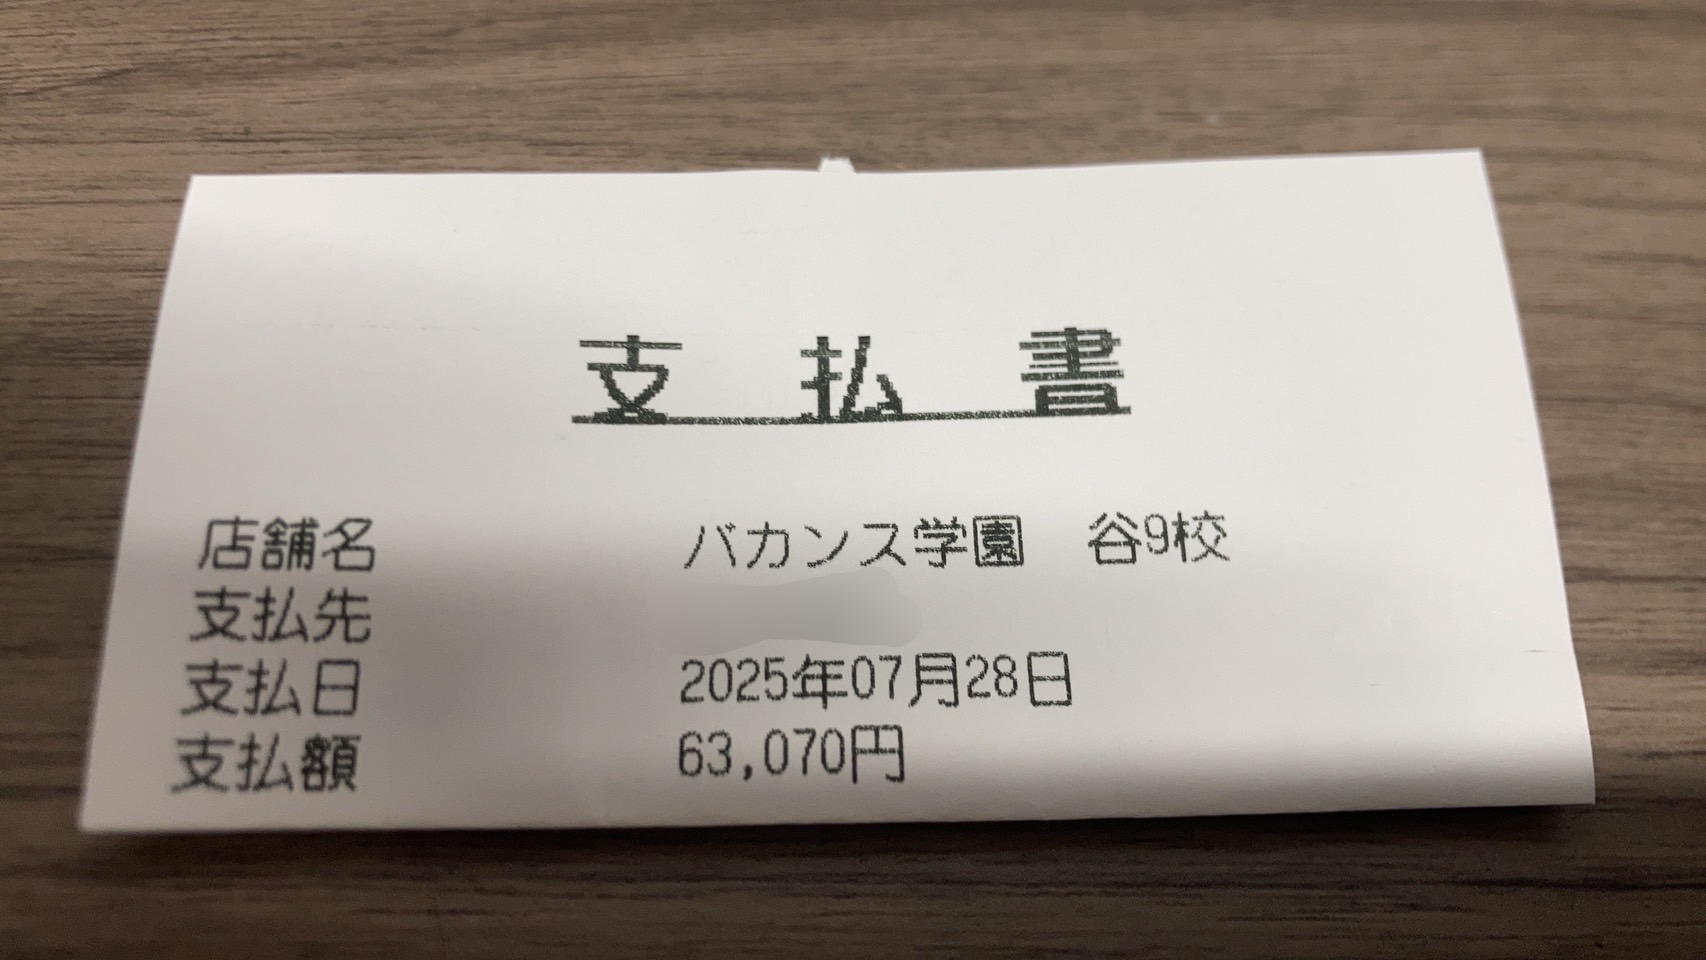 支払書
店舗名 バカンス学園 谷9校
支払先
支払日 2025年07月28日
支払額 63,070円